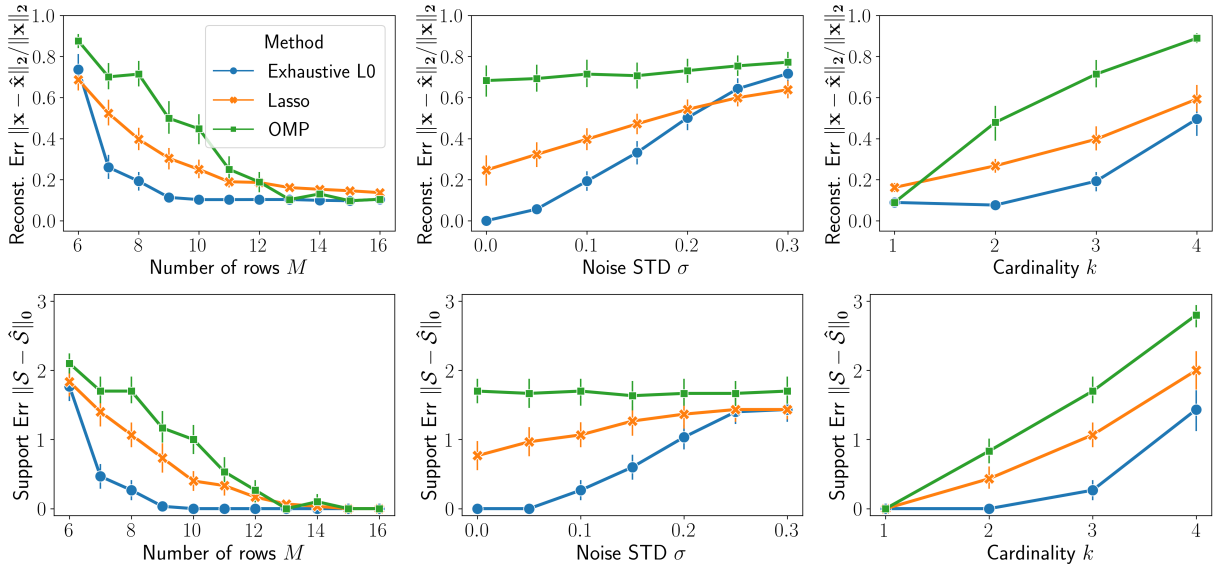 Reconst. Err ‖x − x̂‖₂/‖x‖₂
1.0
0.8
0.6
0.4
0.2
0.0
6 8 10 12 14 16
Number of rows M
Method
Exhaustive L0
Lasso
OMP
Reconst. Err ‖x − x̂‖₂/‖x‖₂
1.0
0.8
0.6
0.4
0.2
0.0
0.0 0.1 0.2 0.3
Noise STD σ
Reconst. Err ‖x − x̂‖₂/‖x‖₂
1.0
0.8
0.6
0.4
0.2
0.0
1 2 3 4
Cardinality k
Support Err ‖𝒮 − 𝒮̂‖₀
3
2
1
0
6 8 10 12 14 16
Number of rows M
Support Err ‖𝒮 − 𝒮̂‖₀
3
2
1
0
0.0 0.1 0.2 0.3
Noise STD σ
Support Err ‖𝒮 − 𝒮̂‖₀
3
2
1
0
1 2 3 4
Cardinality k